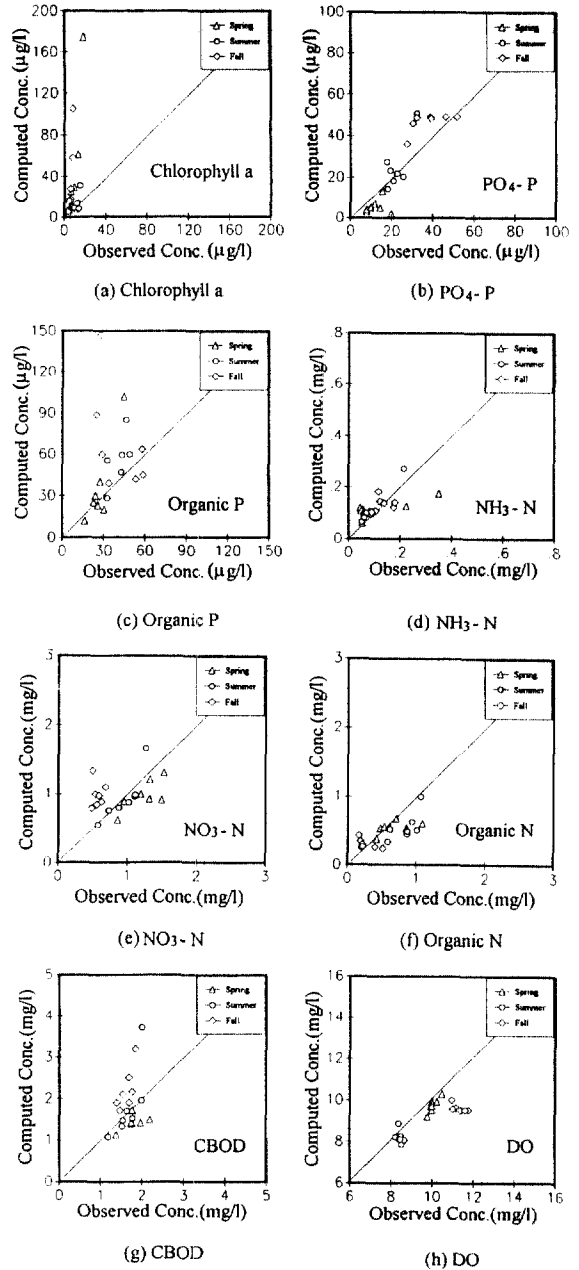 200
160
120
80
40
0
Computed Conc.(µg/l)
Spring
Summer
Fall
Chlorophyll a
0 40 80 120 160 200
Observed Conc. (µg/l)
(a) Chlorophyll a
100
80
60
40
20
0
Computed Conc.(µg/l)
Spring
Summer
Fall
PO4- P
0 20 40 60 80 100
Observed Conc. (µg/l)
(b) PO4- P
150
120
90
60
30
0
Computed Conc.(µg/l)
Spring
Summer
Fall
Organic P
0 30 60 90 120 150
Observed Conc. (µg/l)
(c) Organic P
.8
.6
.4
.2
0
Computed Conc.(mg/l)
Spring
Summer
Fall
NH3 - N
0 .2 .4 .6 .8
Observed Conc.(mg/l)
(d) NH3 - N
2
1
0
Computed Conc.(mg/l)
Spring
Summer
Fall
NO3 - N
0 1 2 3
Observed Conc.(mg/l)
(e) NO3 - N
3
2
1
0
Computed Conc.(mg/l)
Spring
Summer
Fall
Organic N
0 1 2 3
Observed Conc.(mg/l)
(f) Organic N
5
4
3
2
1
0
Computed Conc.(mg/l)
Spring
Summer
Fall
CBOD
0 1 2 3 4 5
Observed Conc.(mg/l)
(g) CBOD
16
14
12
10
8
6
Computed Conc.(mg/l)
Spring
Summer
Fall
DO
6 8 10 12 14 16
Observed Conc.(mg/l)
(h) DO